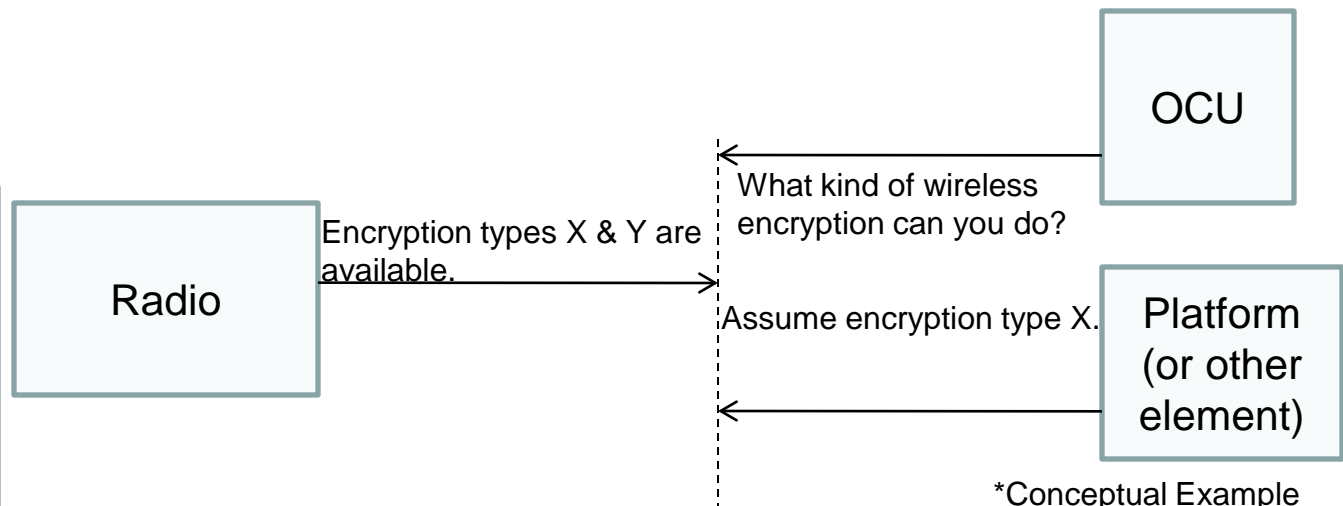 OCU
What kind of wireless
encryption can you do?
Encryption types X & Y are
available.
Radio
Assume encryption type X.
Platform
(or other
element)
*Conceptual Example